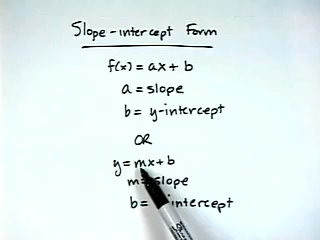 Slope-intercept Form
f(x) = ax + b
a = slope
b = y-intercept
OR
y = mx + b
m = slope
b = intercept